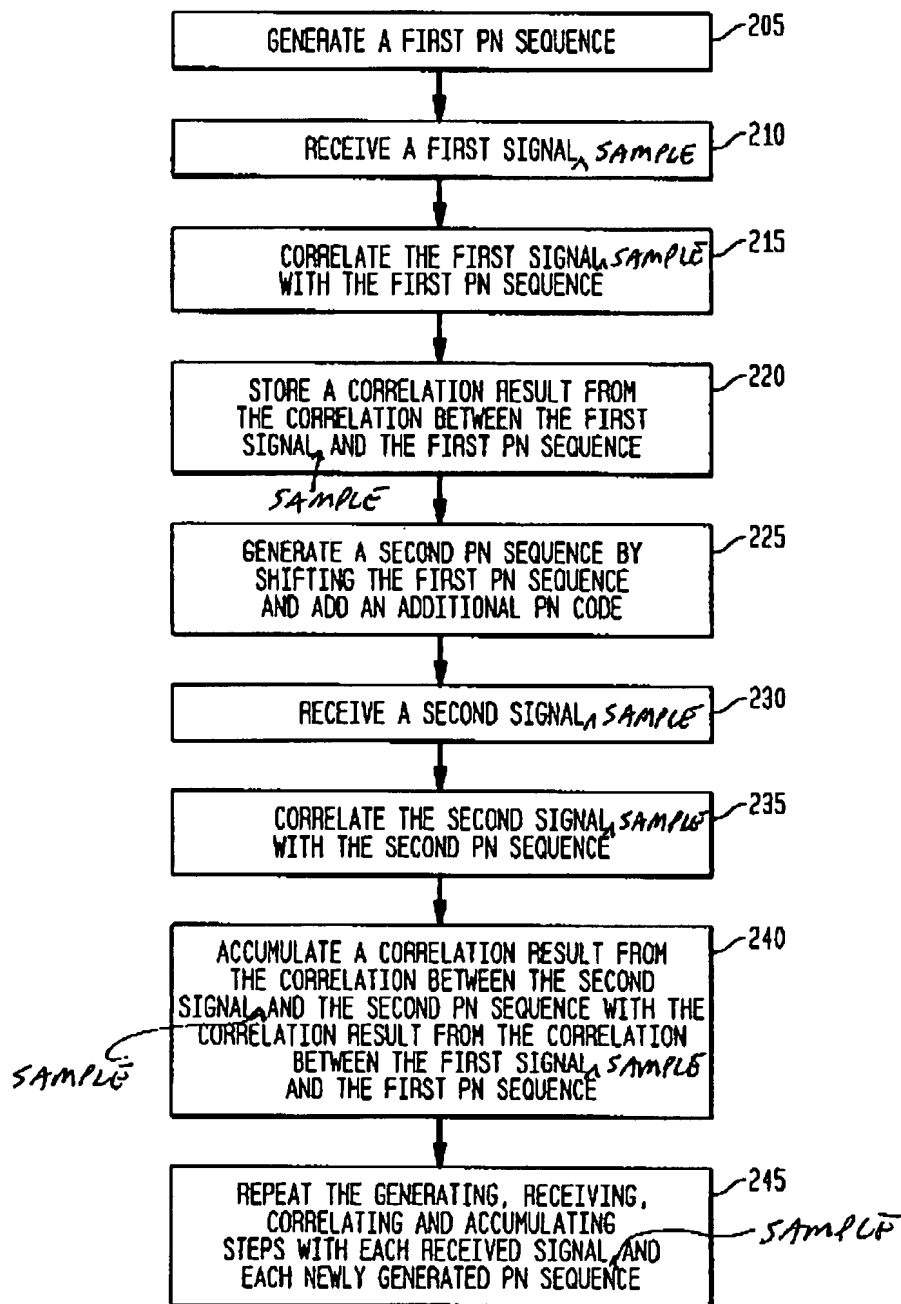 GENERATE A FIRST PN SEQUENCE
205
RECEIVE A FIRST SIGNAL ^ SAMPLE
210
CORRELATE THE FIRST SIGNAL ^ SAMPLE
WITH THE FIRST PN SEQUENCE
215
STORE A CORRELATION RESULT FROM
THE CORRELATION BETWEEN THE FIRST
SIGNAL ^ AND THE FIRST PN SEQUENCE
SAMPLE
220
GENERATE A SECOND PN SEQUENCE BY
SHIFTING THE FIRST PN SEQUENCE
AND ADD AN ADDITIONAL PN CODE
225
RECEIVE A SECOND SIGNAL ^ SAMPLE
230
CORRELATE THE SECOND SIGNAL ^ SAMPLE
WITH THE SECOND PN SEQUENCE
235
ACCUMULATE A CORRELATION RESULT FROM
THE CORRELATION BETWEEN THE SECOND
SIGNAL ^ AND THE SECOND PN SEQUENCE WITH THE
CORRELATION RESULT FROM THE CORRELATION
BETWEEN THE FIRST SIGNAL ^ SAMPLE
AND THE FIRST PN SEQUENCE
SAMPLE
240
REPEAT THE GENERATING, RECEIVING,
CORRELATING AND ACCUMULATING
STEPS WITH EACH RECEIVED SIGNAL ^ AND
EACH NEWLY GENERATED PN SEQUENCE
SAMPLE
245